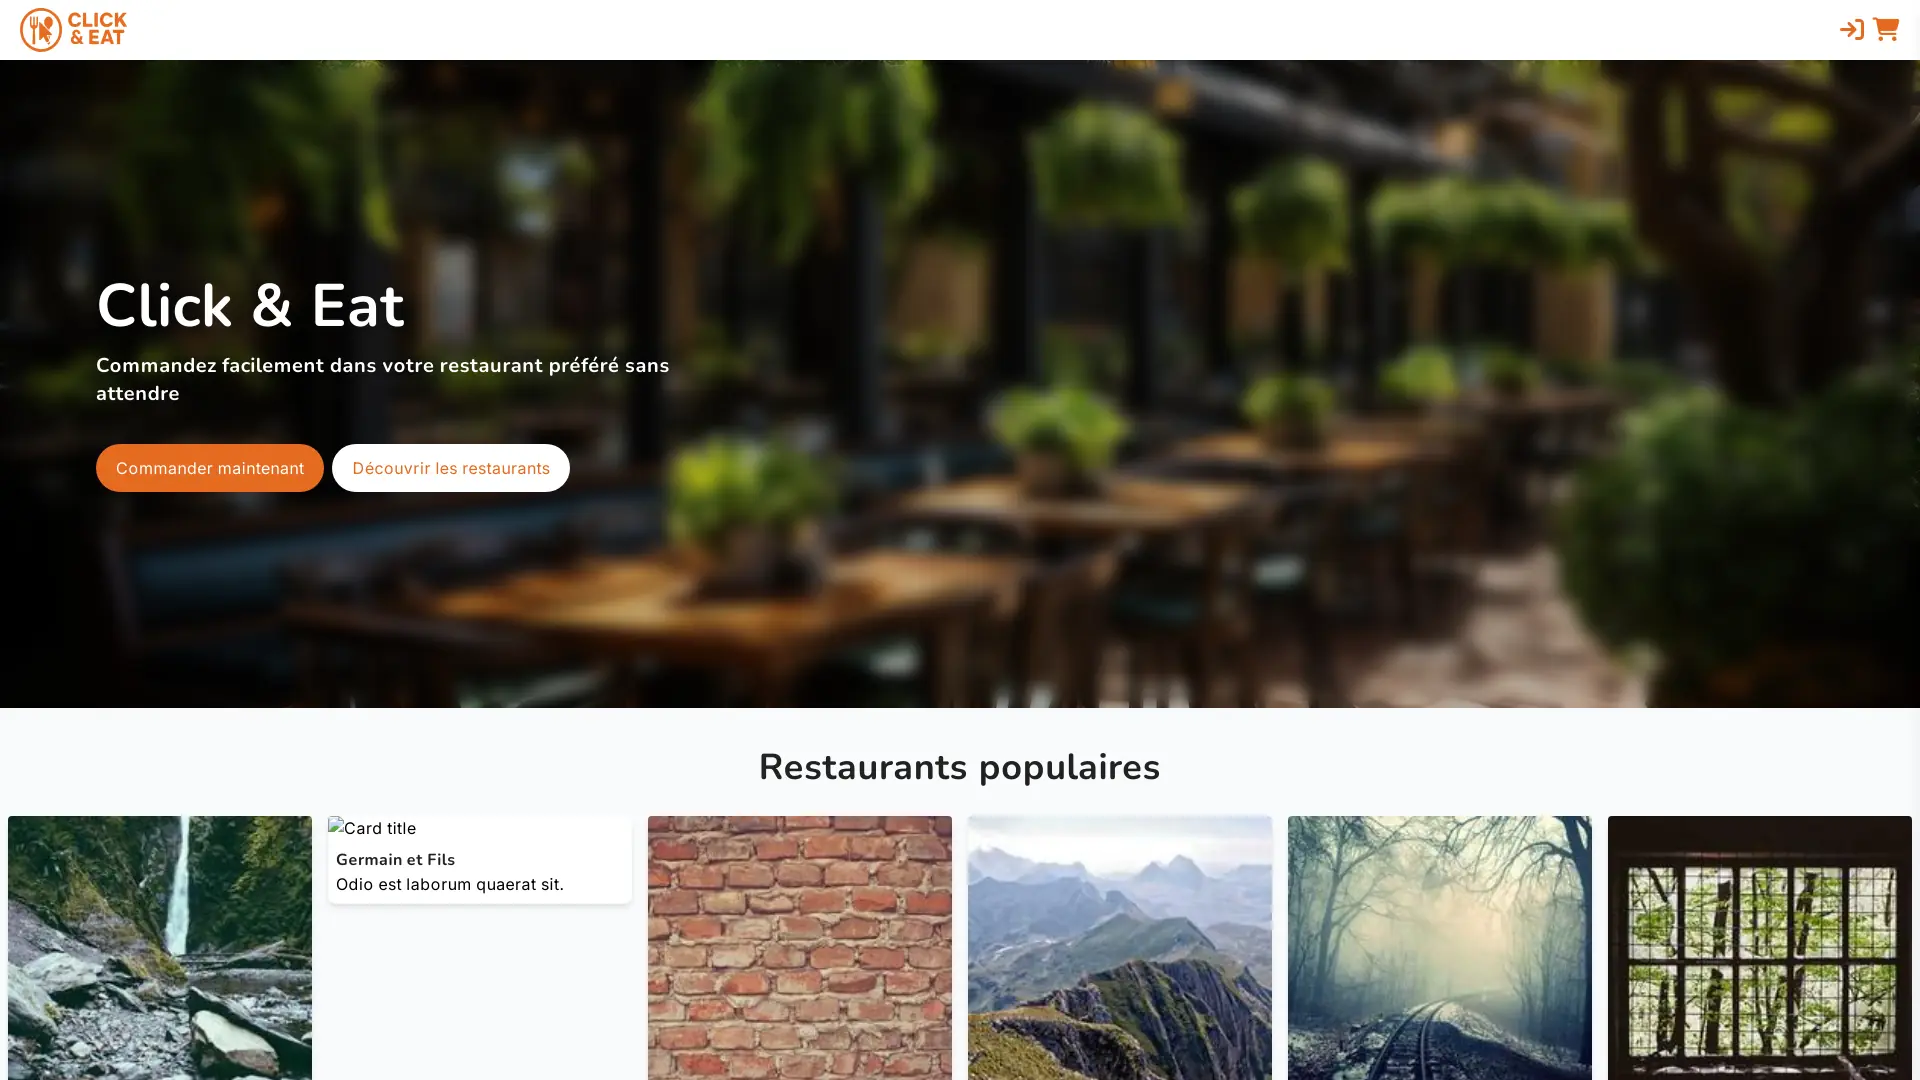 CLICK
& EAT
Click & Eat
Commandez facilement dans votre restaurant préféré sans
attendre
Commander maintenant
Découvrir les restaurants
Restaurants populaires
Card title
Germain et Fils
Odio est laborum quaerat sit.